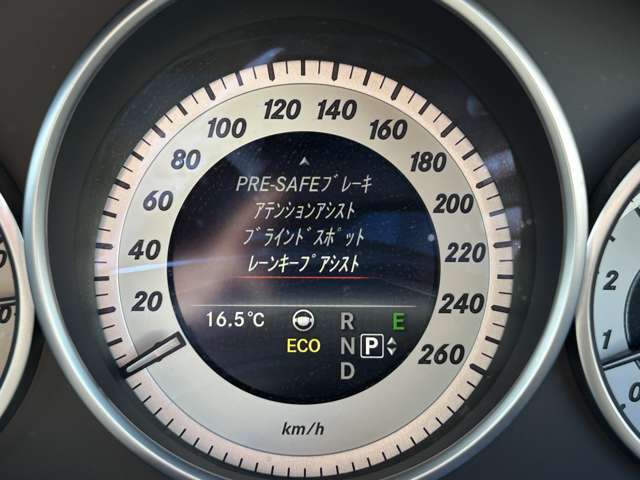 120 140
100 160
80 180
60 200
40 220
20 240
260
PRE-SAFEブレーキ
アテンションアシスト
ブラインドスポット
レーンキープアシスト
16.5℃ R E
ECO N P
D
km/h
2
1
0